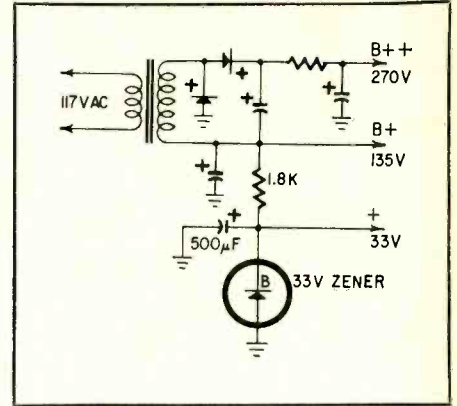 B++
270V
117VAC
B+
135V
1.8K
+
33V
500µF
B
33V ZENER